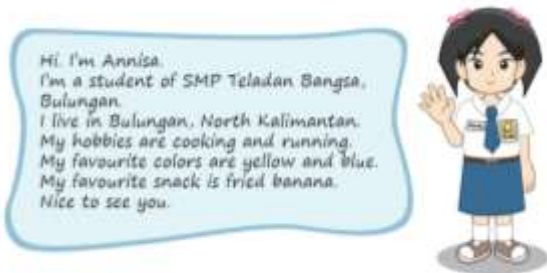 Hi. I'm Annisa.
I'm a student of SMP Teladan Bangsa,
Bulungan.
I live in Bulungan, North Kalimantan.
My hobbies are cooking and running.
My favourite colors are yellow and blue.
My favourite snack is fried banana.
Nice to see you.